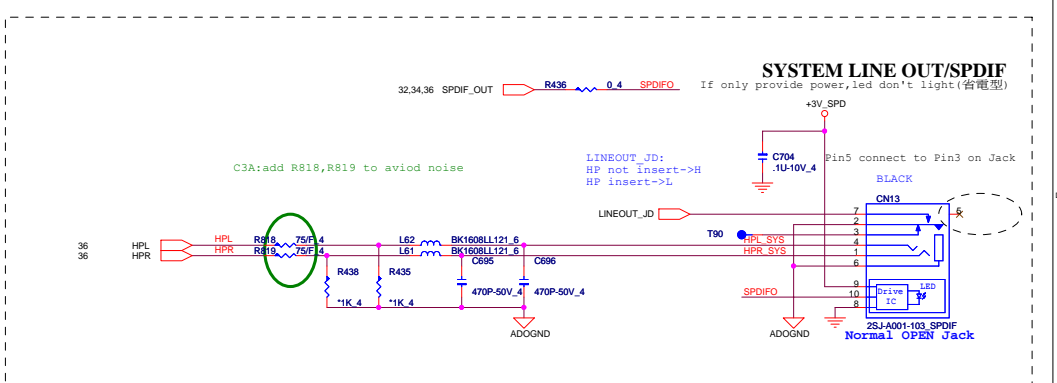 SYSTEM LINE OUT/SPDIF
If only provide power,led don't light(省電型)
32,34,36 SPDIF_OUT
R436
0_4
SPDIFO
+3V_SPD
C704
.1U-10V_4
Pin5 connect to Pin3 on Jack
BLACK
CN13
C3A:add R818,R819 to aviod noise
LINEOUT_JD:
HP not insert->H
HP insert->L
LINEOUT_JD
T90
7
2
3
4
1
6
5
HPL_SYS
HPR_SYS
36 HPL
36 HPR
HPL
HPR
R818
75/F_4
R819
75/F_4
L62
BK1608LL121_6
L61
BK1608LL121_6
R438
*1K_4
R435
*1K_4
C695
470P-50V_4
C696
470P-50V_4
ADOGND
ADOGND
SPDIFO
9
10
8
Drive
IC
LED
2SJ-A001-103_SPDIF
Normal OPEN Jack